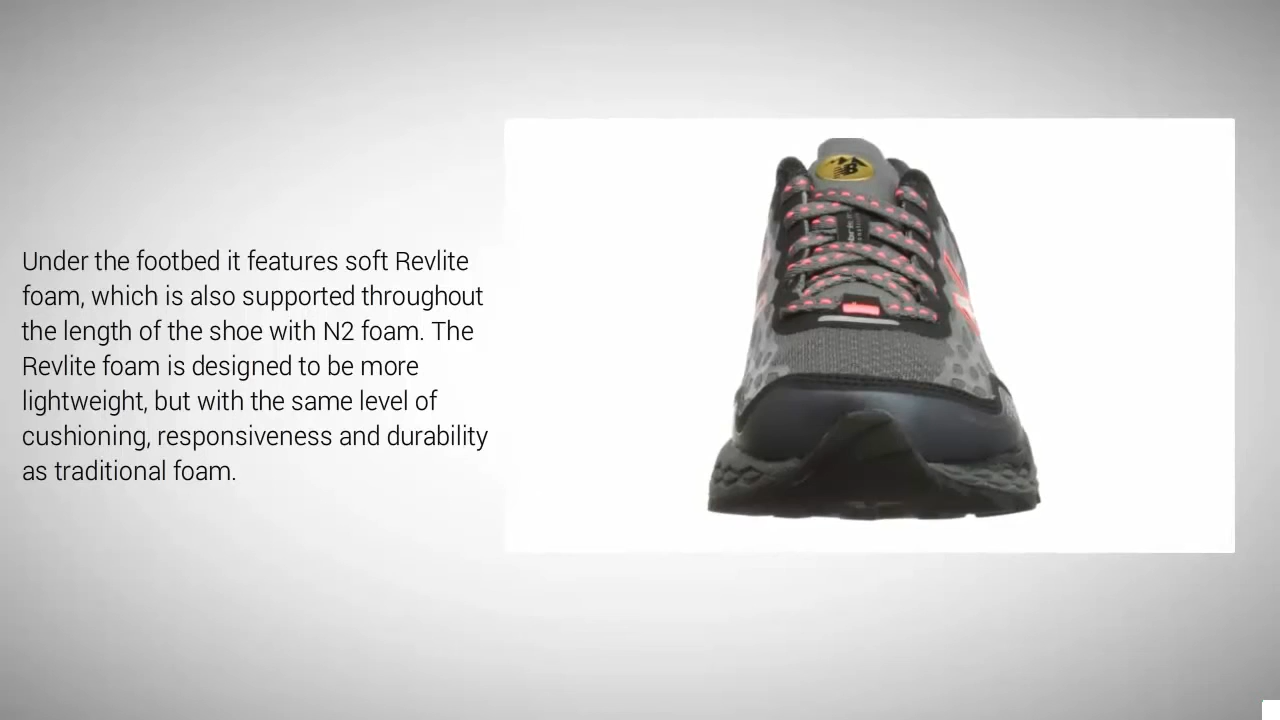 Under the footbed it features soft Revlite
foam, which is also supported throughout
the length of the shoe with N2 foam. The
Revlite foam is designed to be more
lightweight, but with the same level of
cushioning, responsiveness and durability
as traditional foam.